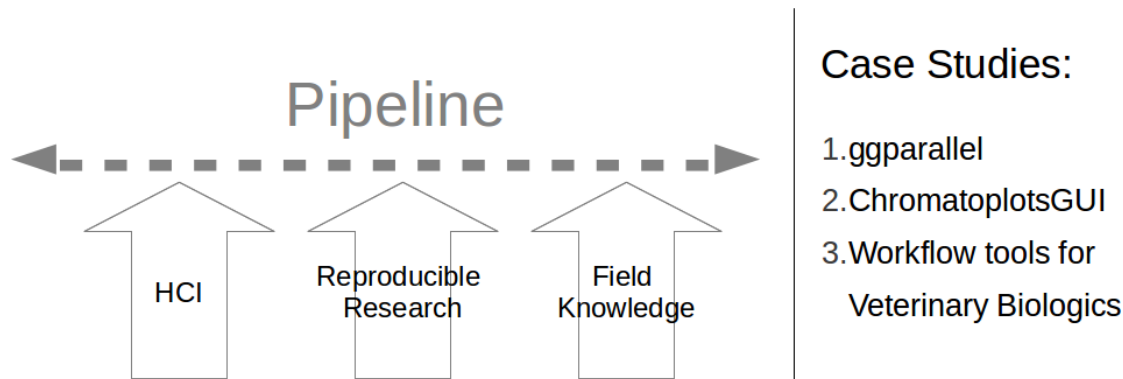 Pipeline
HCI
Reproducible
Research
Field
Knowledge
Case Studies:
1.ggparallel
2.ChromatoplotsGUI
3.Workflow tools for
Veterinary Biologics